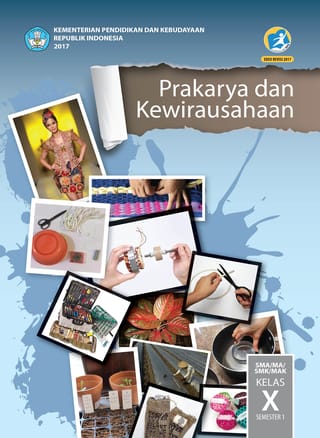 KEMENTERIAN PENDIDIKAN DAN KEBUDAYAAN
REPUBLIK INDONESIA
2017
EDISI REVISI 2017
Prakarya dan
Kewirausahaan
SMA/MA/
SMK/MAK
KELAS
X
SEMESTER 1